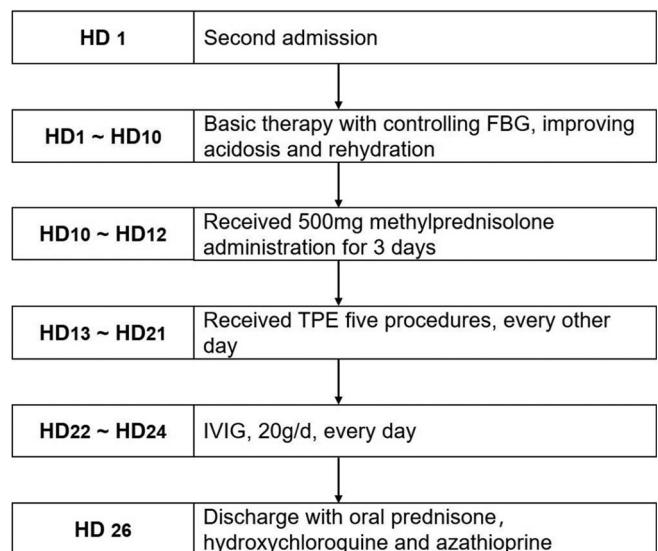 HD 1
Second admission
HD1 ~ HD10
Basic therapy with controlling FBG, improving
acidosis and rehydration
HD10 ~ HD12
Received 500mg methylprednisolone
administration for 3 days
HD13 ~ HD21
Received TPE five procedures, every other
day
HD22 ~ HD24
IVIG, 20g/d, every day
HD 26
Discharge with oral prednisone,
hydroxychloroquine and azathioprine